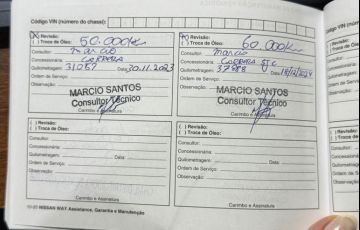 Código VIN (número do chassi):
(X) Revisão: 50.000Km
( ) Troca de Óleo:
Consultor: Marcio
Concessionária: CARRERA
Quilometragem: 31057 Data 30.11.2023
Ordem de Serviço:
Observação:
MARCIO SANTOS
Consultor Técnico
Carimbo e Assinatura
(X) Revisão: 60.000Km
( ) Troca de Óleo:
Consultor: Marcio
Concessionária: CARRERA
Quilometragem: 37988 Data:
Ordem de Serviço:
Observação:
MARCIO SANTOS
Consultor Técnico
Carimbo e Assinatura
( ) Revisão:
( ) Troca de Óleo:
Consultor:
Concessionária:
Quilometragem: Data:
Ordem de Serviço:
Observação:
Carimbo e Assinatura
( ) Revisão:
( ) Troca de Óleo:
Consultor:
Concessionária:
Quilometragem: Data:
Ordem de Serviço:
Observação:
Carimbo e Assinatura
NISSAN WAY Assistance, Garantia e Manutenção